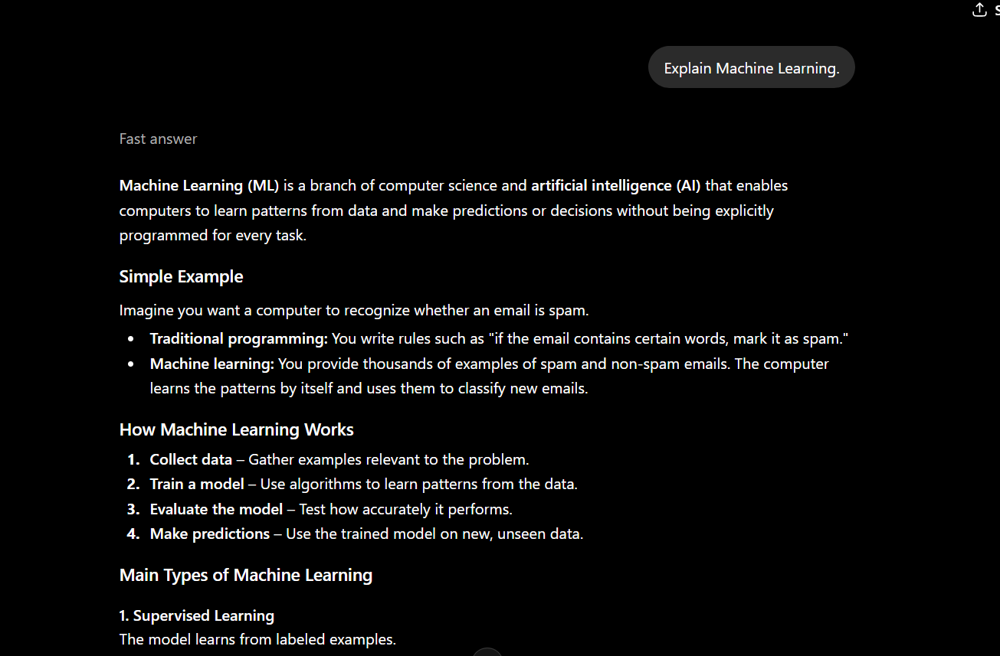 Explain Machine Learning.
Fast answer
Machine Learning (ML) is a branch of computer science and artificial intelligence (AI) that enables
computers to learn patterns from data and make predictions or decisions without being explicitly
programmed for every task.
Simple Example
Imagine you want a computer to recognize whether an email is spam.
• Traditional programming: You write rules such as "if the email contains certain words, mark it as spam."
• Machine learning: You provide thousands of examples of spam and non-spam emails. The computer
learns the patterns by itself and uses them to classify new emails.
How Machine Learning Works
1. Collect data – Gather examples relevant to the problem.
2. Train a model – Use algorithms to learn patterns from the data.
3. Evaluate the model – Test how accurately it performs.
4. Make predictions – Use the trained model on new, unseen data.
Main Types of Machine Learning
1. Supervised Learning
The model learns from labeled examples.